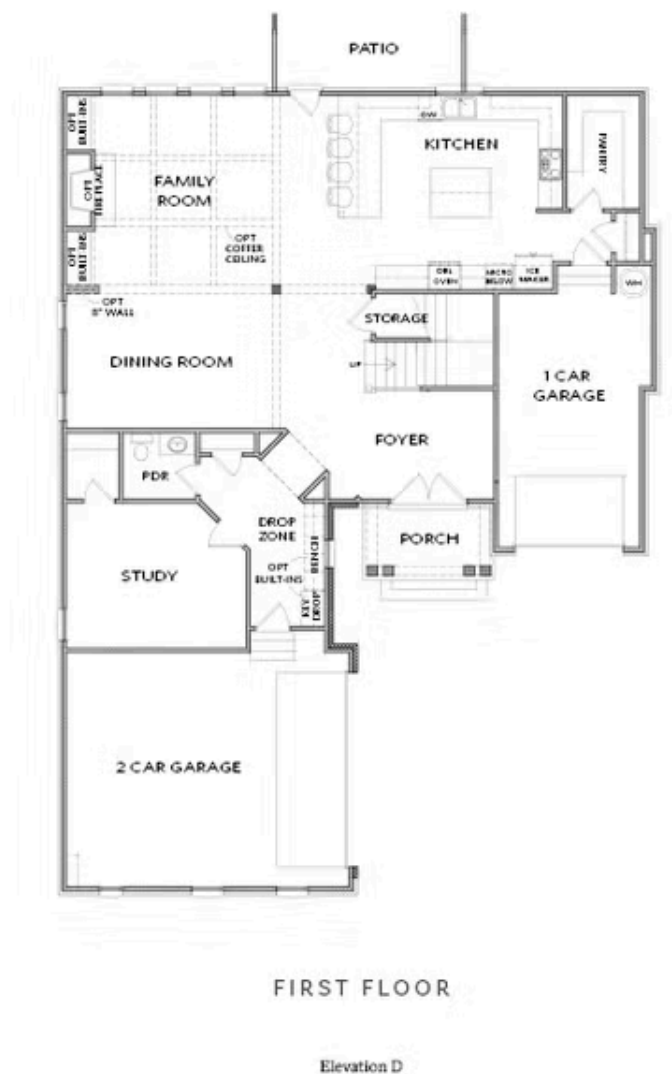 PATIO
OPT
BUILT-INS
DW
KITCHEN
PANTRY
FAMILY
ROOM
OPT
FIREPLACE
OPT
BUILT-INS
OPT
COFFER
CEILING
DBL
OVEN
MICRO
BELOW
ICE
MAKER
WH
OPT
8" WALL
STORAGE
DINING ROOM
UP
1 CAR
GARAGE
FOYER
PDR
DROP
ZONE
PORCH
BENCH
OPT
BUILT-INS
STUDY
KEY
DROP
2 CAR GARAGE
FIRST FLOOR
Elevation D